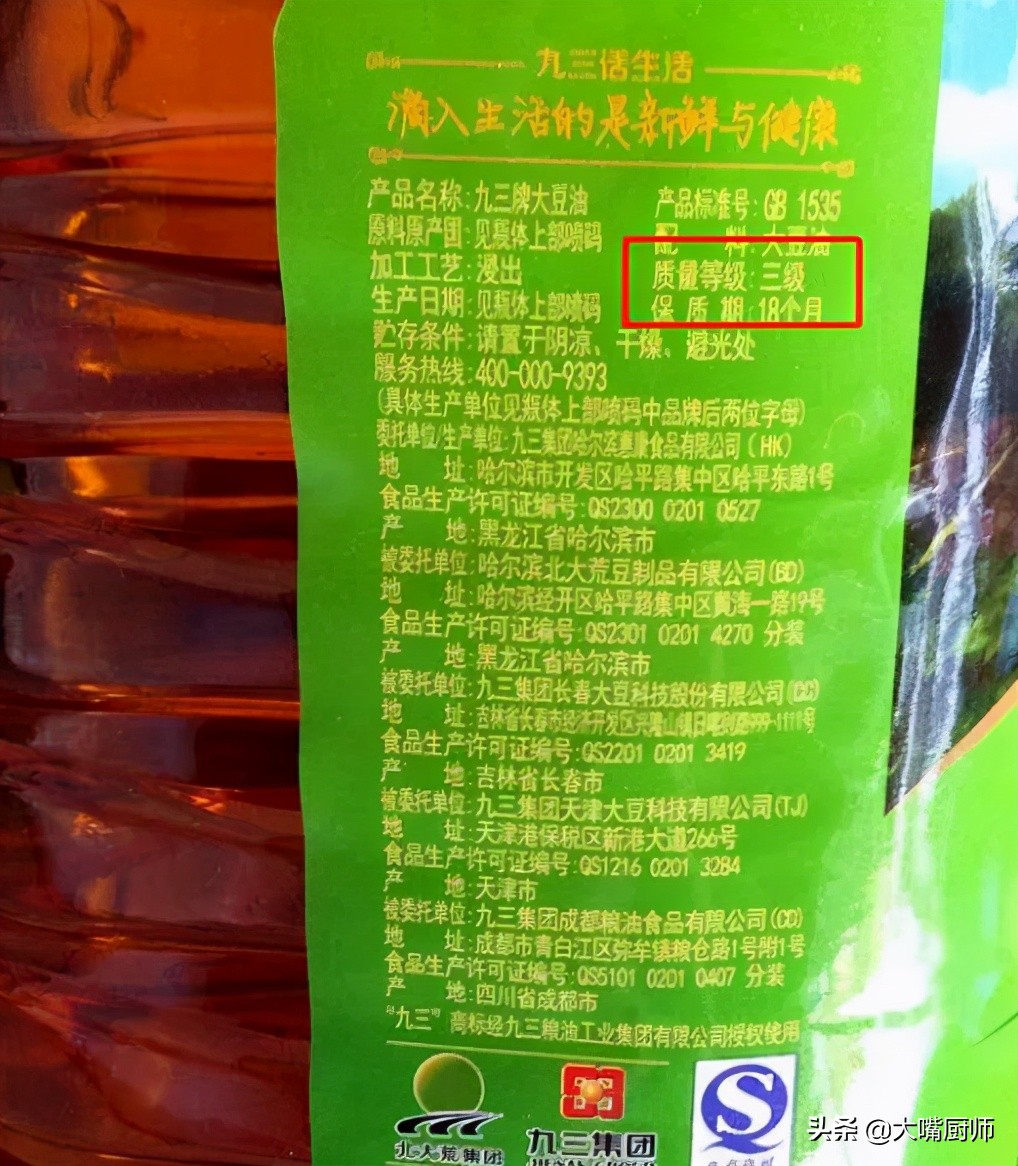 九三活生活
滴入生活的是新鲜与健康
产品名称:九三牌大豆油 产品标准号:GB 1535
原料原产国:见瓶体上部喷码 配 料:大豆油
加工工艺:浸出 质量等级:三级
生产日期:见瓶体上部喷码 保 质 期:18个月
贮存条件:请置于阴凉、干燥、避光处
服务热线:400-000-9393
(具体生产单位见瓶体上部喷码中品牌后两位字母)
委托单位/生产单位:九三集团哈尔滨惠康食品有限公司(HK)
地 址:哈尔滨市开发区哈平路集中区哈平东路1号
食品生产许可证编号:QS2300 0201 0527
产 地:黑龙江省哈尔滨市
被委托单位:哈尔滨北大荒豆制品有限公司(BD)
地 址:哈尔滨经开区哈平路集中区黄海一路19号
食品生产许可证编号:QS2301 0201 4270 分装
产 地:黑龙江省哈尔滨市
被委托单位:九三集团长春大豆科技股份有限公司(CC)
地 址:吉林省长春市经济开发区
食品生产许可证编号:QS2201 0201 3419
产 地:吉林省长春市
被委托单位:九三集团天津大豆科技有限公司(TJ)
地 址:天津港保税区新港大道266号
食品生产许可证编号:QS1216 0201 3284
产 地:天津市
被委托单位:九三集团成都粮油食品有限公司(CD)
地 址:成都市青白江区弥牟镇粮仓路1号附1号
食品生产许可证编号:QS5101 0201 0407 分装
产 地:四川省成都市
"九三"商标经九三粮油工业集团有限公司授权使用
北大荒集团 九三集团
头条 @大嘴厨师